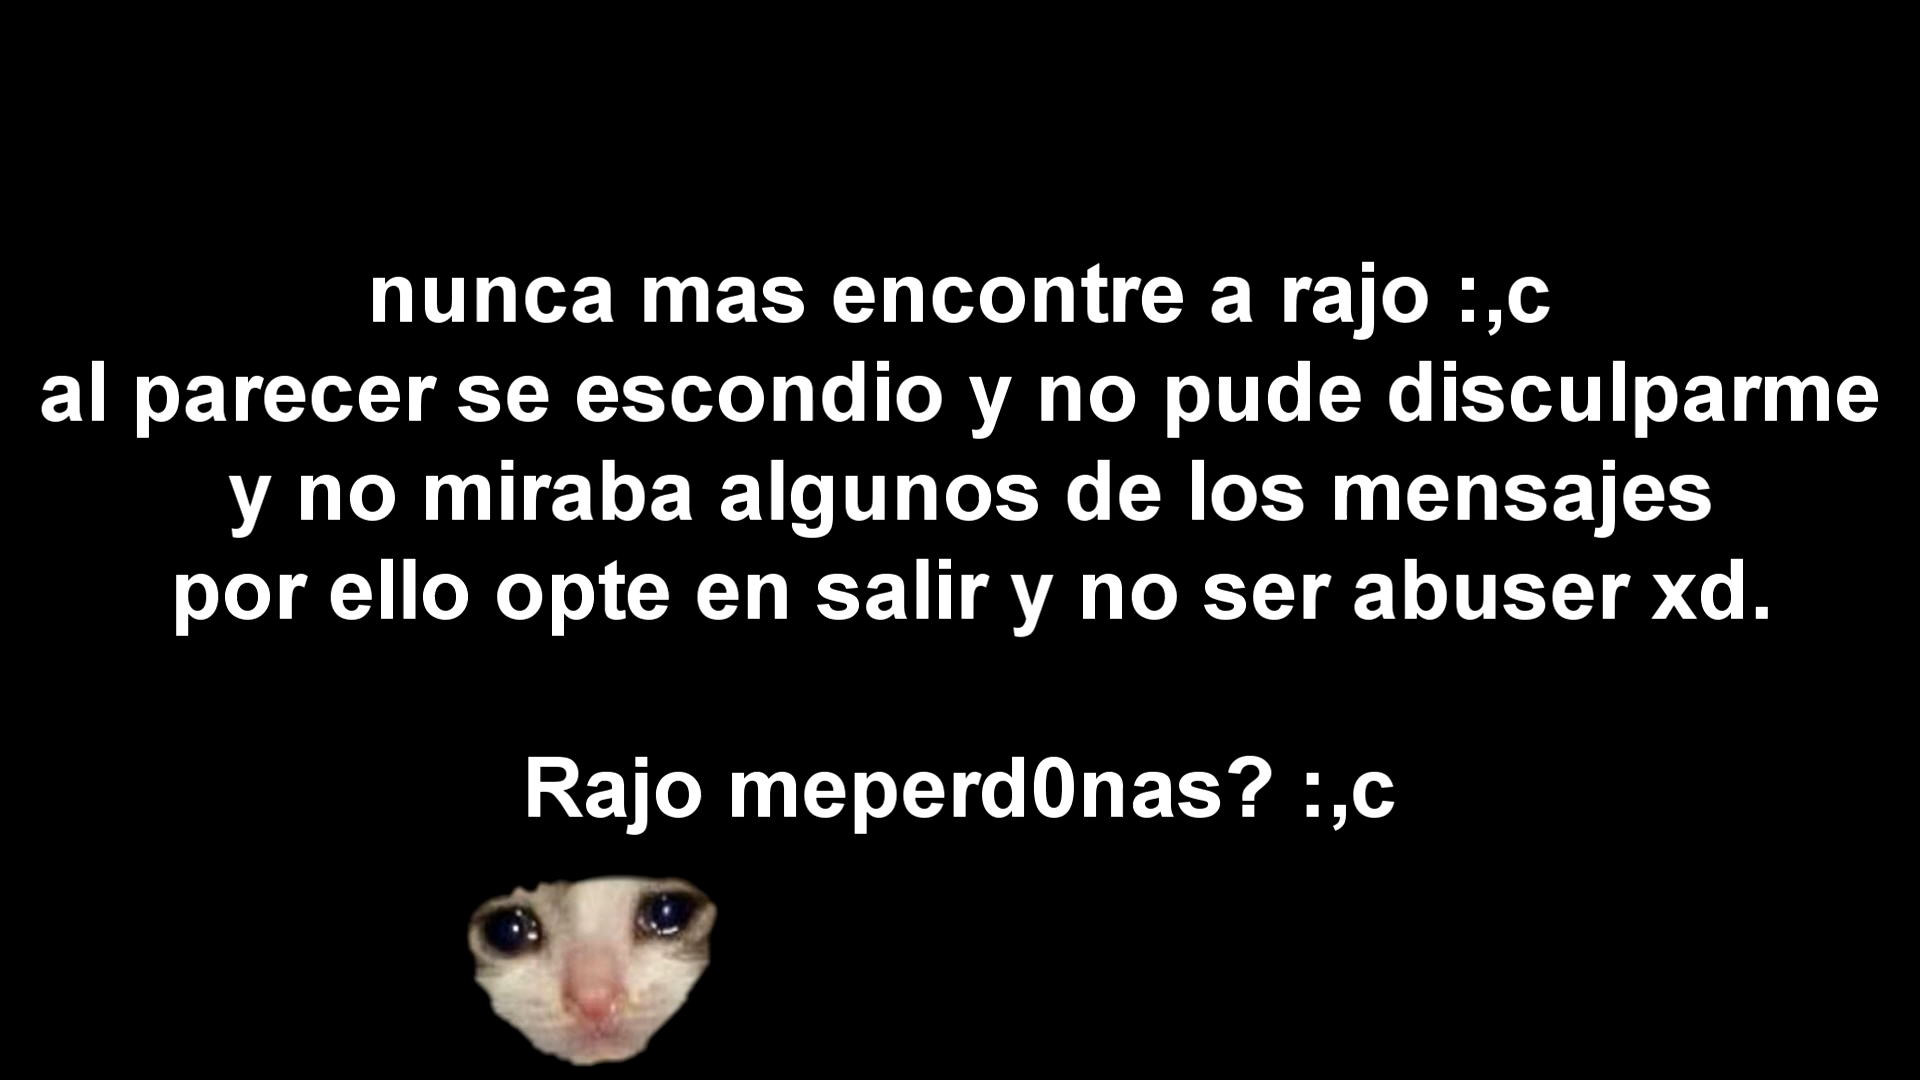 nunca mas encontre a rajo :,c
al parecer se escondio y no pude disculparme
y no miraba algunos de los mensajes
por ello opte en salir y no ser abuser xd.
Rajo meperd0nas? :,c